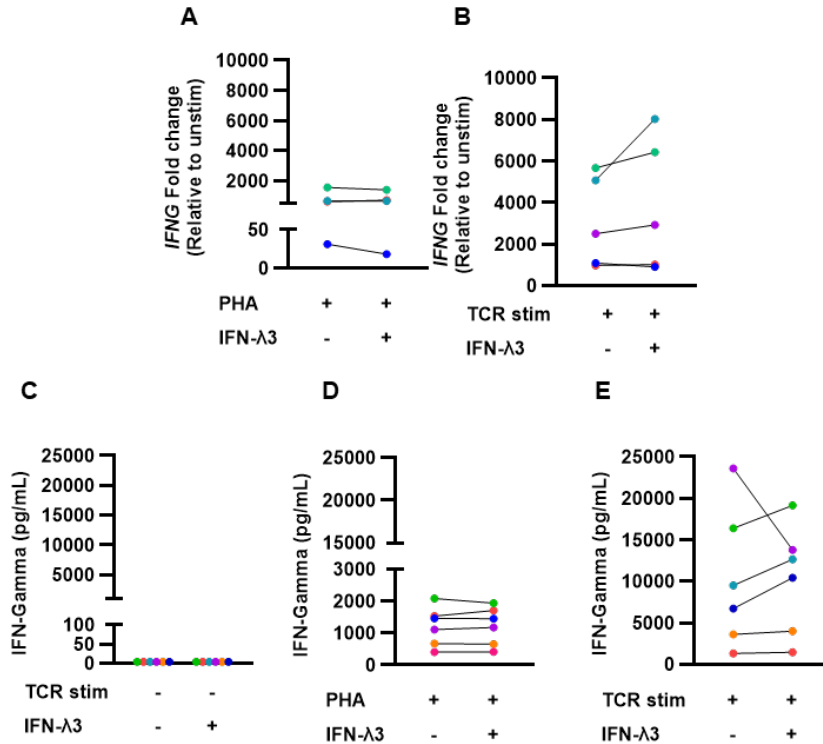 A
B
10000
8000
6000
4000
2000
50
0
IFNG Fold change
(Relative to unstim)
PHA + +
IFN-λ3 - +
10000
8000
6000
4000
2000
0
IFNG Fold change
(Relative to unstim)
TCR stim + +
IFN-λ3 - +
C
D
E
25000
20000
15000
10000
5000
100
50
0
IFN-Gamma (pg/mL)
TCR stim - -
IFN-λ3 - +
25000
20000
15000
3000
2000
1000
0
IFN-Gamma (pg/mL)
PHA + +
IFN-λ3 - +
25000
20000
15000
10000
5000
0
IFN-Gamma (pg/mL)
TCR stim + +
IFN-λ3 - +